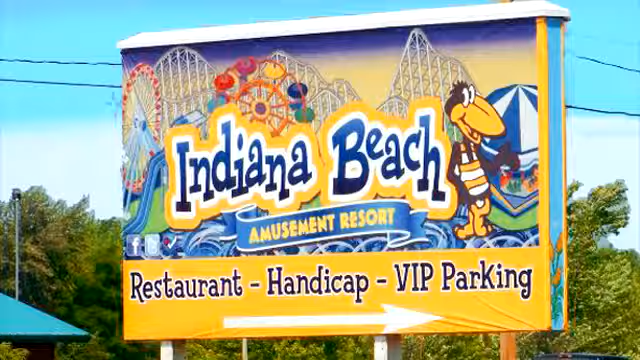 Indiana Beach
AMUSEMENT RESORT
Restaurant - Handicap - VIP Parking